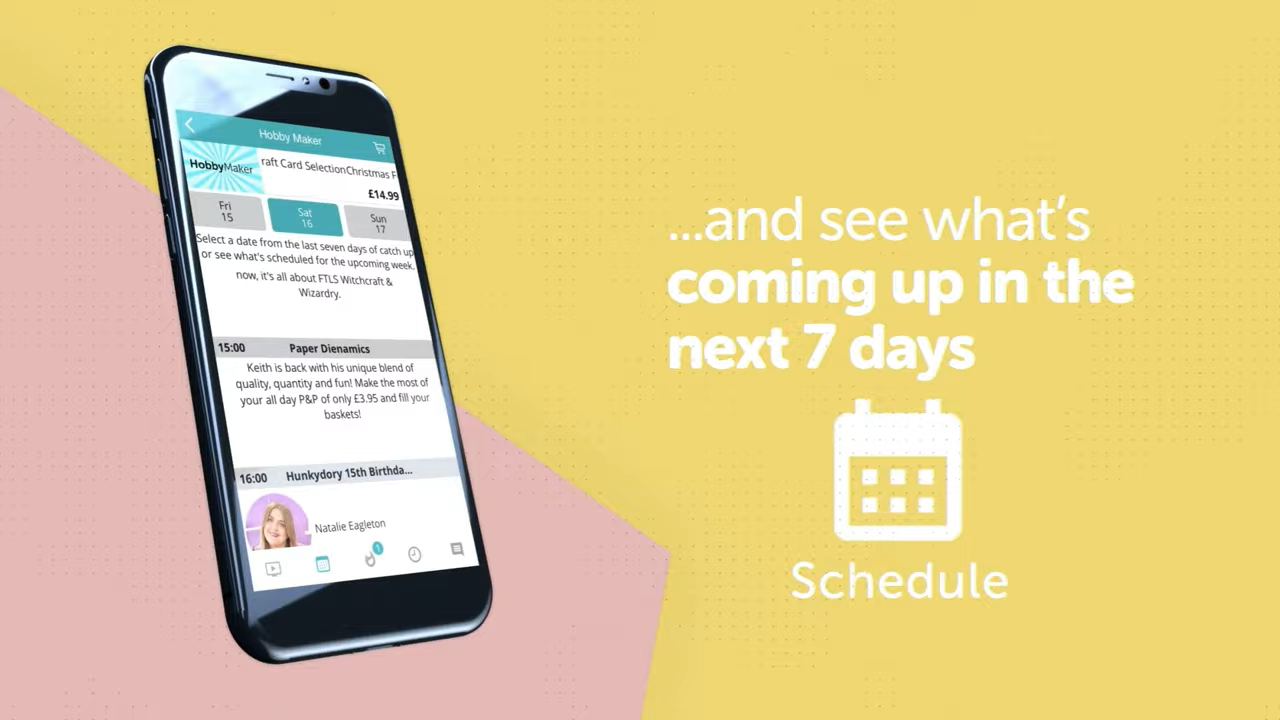 Hobby Maker
HobbyMaker
raft Card SelectionChristmas F
£14.99
Fri
15
Sat
16
Sun
17
Select a date from the last seven days of catch up
or see what's scheduled for the upcoming week.
now, it's all about FTLS Witchcraft &
Wizardry.
15:00 Paper Dienamics
Keith is back with his unique blend of
quality, quantity and fun! Make the most of
your all day P&P of only £3.95 and fill your
baskets!
16:00 Hunkydory 15th Birthda...
Natalie Eagleton
1
...and see what's
coming up in the
next 7 days
Schedule